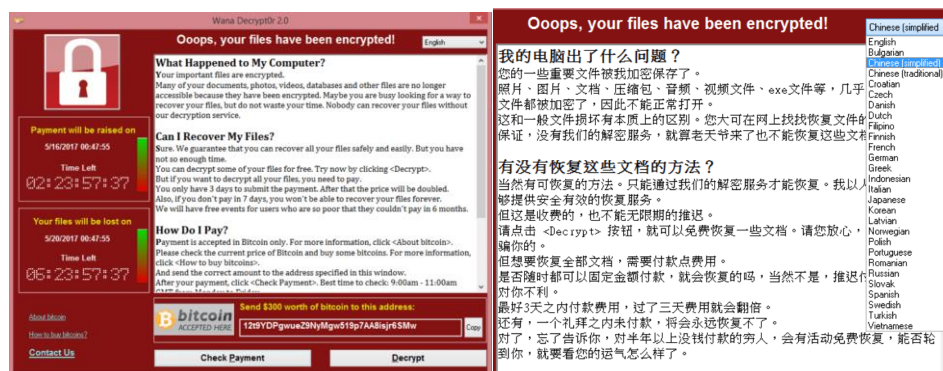 Wana Decrypt0r 2.0
Ooops, your files have been encrypted!
English
Payment will be raised on
5/16/2017 00:47:55
Time Left
02:23:57:37
Your files will be lost on
5/20/2017 00:47:55
Time Left
06:23:57:37
About bitcoin
How to buy bitcoins?
Contact Us
What Happened to My Computer?
Your important files are encrypted.
Many of your documents, photos, videos, databases and other files are no longer
accessible because they have been encrypted. Maybe you are busy looking for a way to
recover your files, but do not waste your time. Nobody can recover your files without
our decryption service.
Can I Recover My Files?
Sure. We guarantee that you can recover all your files safely and easily. But you have
not so enough time.
You can decrypt some of your files for free. Try now by clicking <Decrypt>.
But if you want to decrypt all your files, you need to pay.
You only have 3 days to submit the payment. After that the price will be doubled.
Also, if you don't pay in 7 days, you won't be able to recover your files forever.
We will have free events for users who are so poor that they couldn't pay in 6 months.
How Do I Pay?
Payment is accepted in Bitcoin only. For more information, click <About bitcoin>.
Please check the current price of Bitcoin and buy some bitcoins. For more information,
click <How to buy bitcoins>.
And send the correct amount to the address specified in this window.
After your payment, click <Check Payment>. Best time to check: 9:00am - 11:00am
GMT from Monday to Friday.
bitcoin
ACCEPTED HERE
Send $300 worth of bitcoin to this address:
12t9YDPgwueZ9NyMgw519p7AA8isjr6SMw
Copy
Check Payment
Decrypt
Ooops, your files have been encrypted!
Chinese (simplified
我的电脑出了什么问题？
您的一些重要文件被我加密保存了。
照片、图片、文档、压缩包、音频、视频文件、exe文件等，几乎
文件都被加密了，因此不能正常打开。
这和一般文件损坏有本质上的区别。您大可在网上找找恢复文件的
保证，没有我们的解密服务，就算老天爷来了也不能恢复这些文档
有没有恢复这些文档的方法？
当然有可恢复的方法。只能通过我们的解密服务才能恢复。我以人
够提供安全有效的恢复服务。
但这是收费的，也不能无限期的推迟。
请点击 <Decrypt> 按钮，就可以免费恢复一些文档。请您放心，
骗你的。
但想要恢复全部文档，需要付款点费用。
是否随时都可以固定金额付款，就会恢复的吗，当然不是，推迟付
对你不利。
最好3天之内付款费用，过了三天费用就会翻倍。
还有，一个礼拜之内未付款，将会永远恢复不了。
对了，忘了告诉你，对半年以上没钱付款的穷人，会有活动免费恢复，能否轮
到你，就要看您的运气怎么样了。
English
Bulgarian
Chinese (simplified)
Chinese (traditional)
Croatian
Czech
Danish
Dutch
Filipino
Finnish
French
German
Greek
Indonesian
Italian
Japanese
Korean
Latvian
Norwegian
Polish
Portuguese
Romanian
Russian
Slovak
Spanish
Swedish
Turkish
Vietnamese